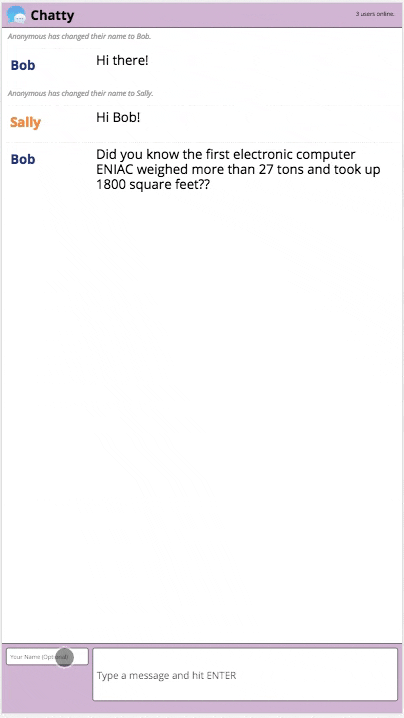 Chatty
3 users online.
Anonymous has changed their name to Bob.
Bob
Hi there!
Anonymous has changed their name to Sally.
Sally
Hi Bob!
Bob
Did you know the first electronic computer
ENIAC weighed more than 27 tons and took up
1800 square feet??
Your Name (Optional)
Type a message and hit ENTER